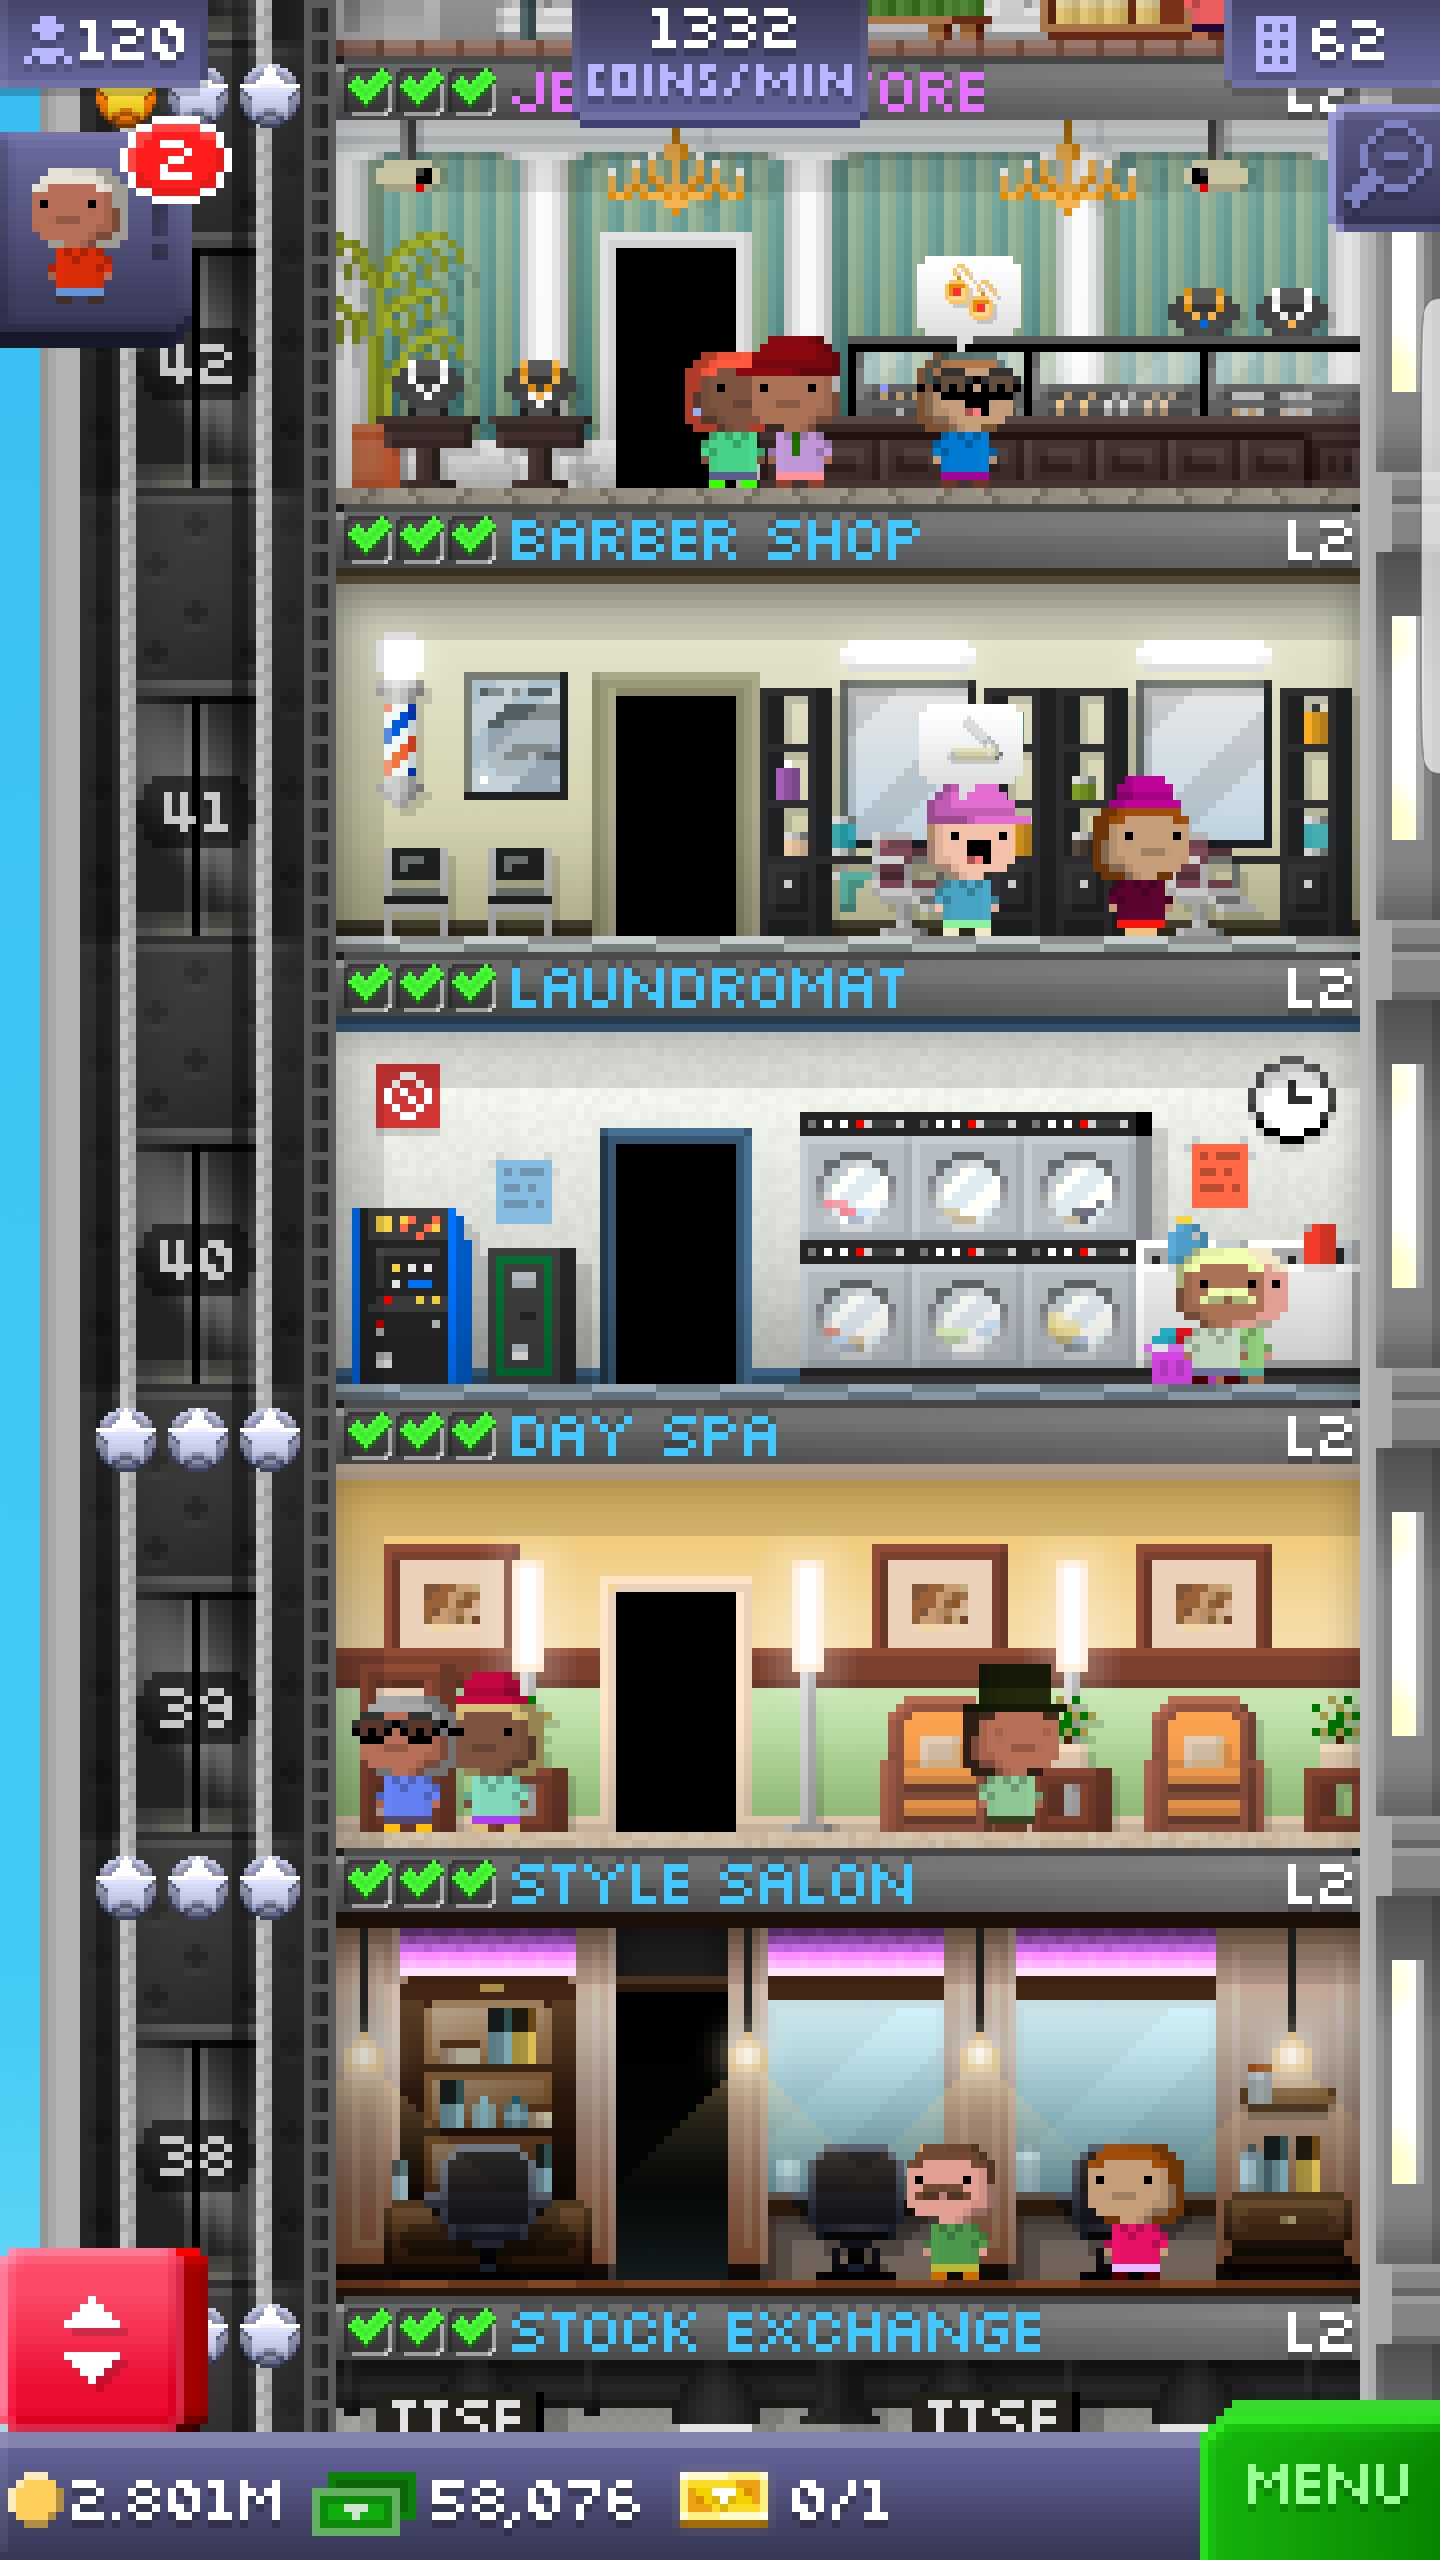 120
1332
COINS/MIN
62
JE
ORE
L2
2
42
BARBER SHOP
L2
41
LAUNDROMAT
L2
40
DAY SPA
L2
39
STYLE SALON
L2
38
STOCK EXCHANGE
L2
TTSE
TTSE
2.801M
58,076
0/1
MENU